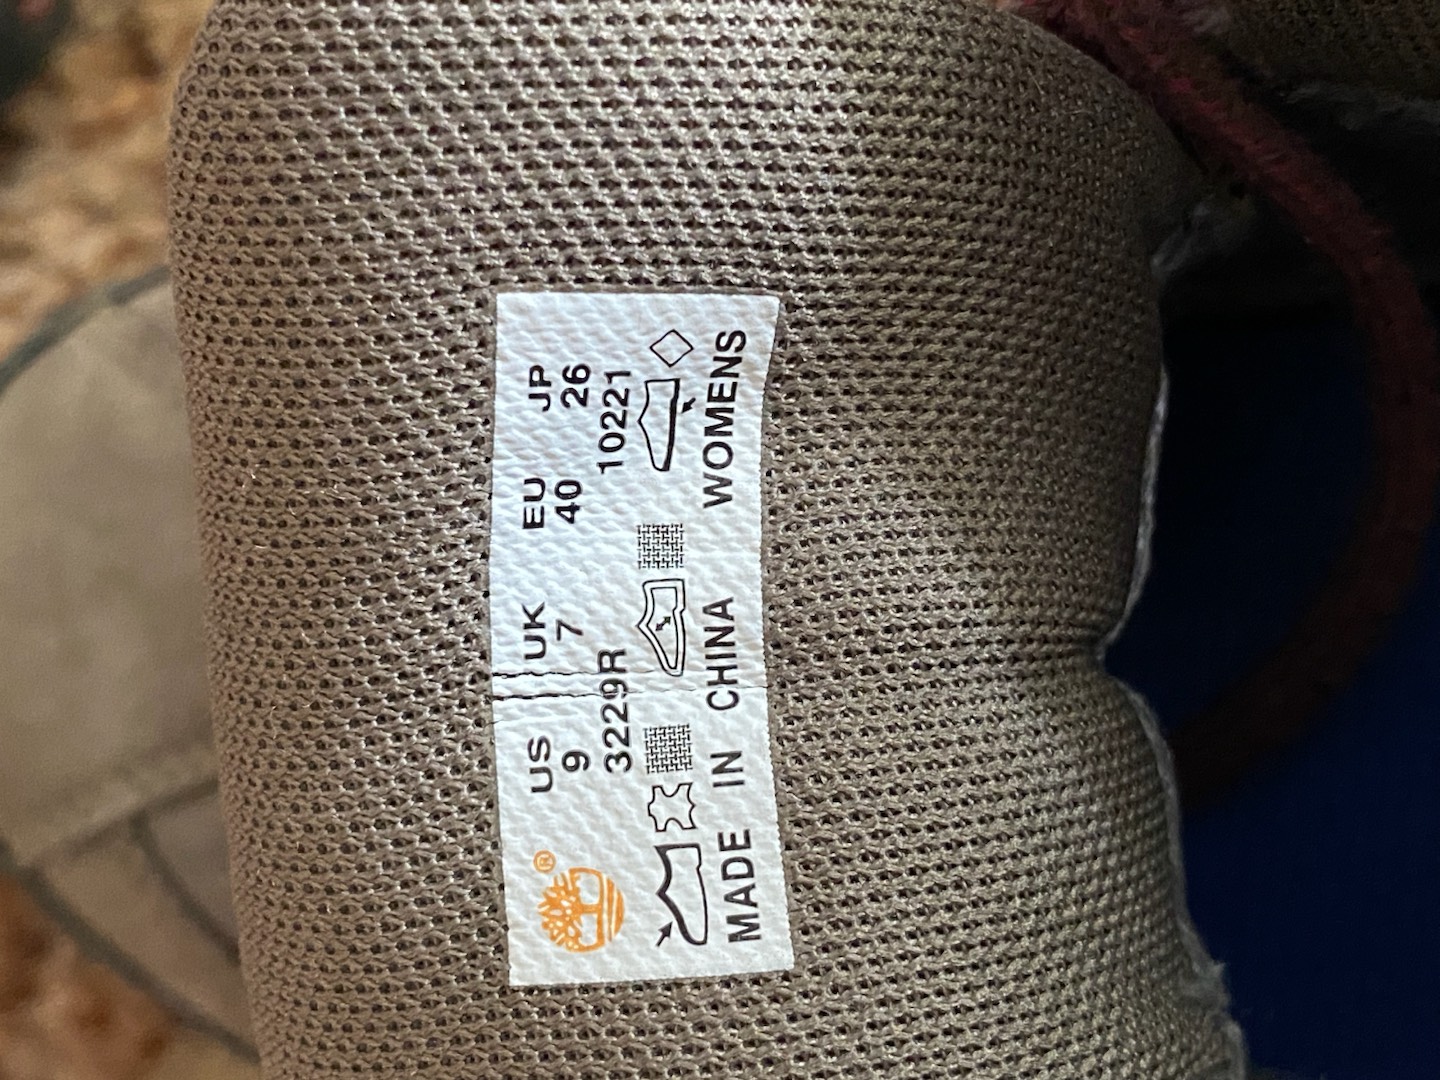 ®
US UK EU JP
9 7 40 26
3229R 10221
MADE IN CHINA WOMENS